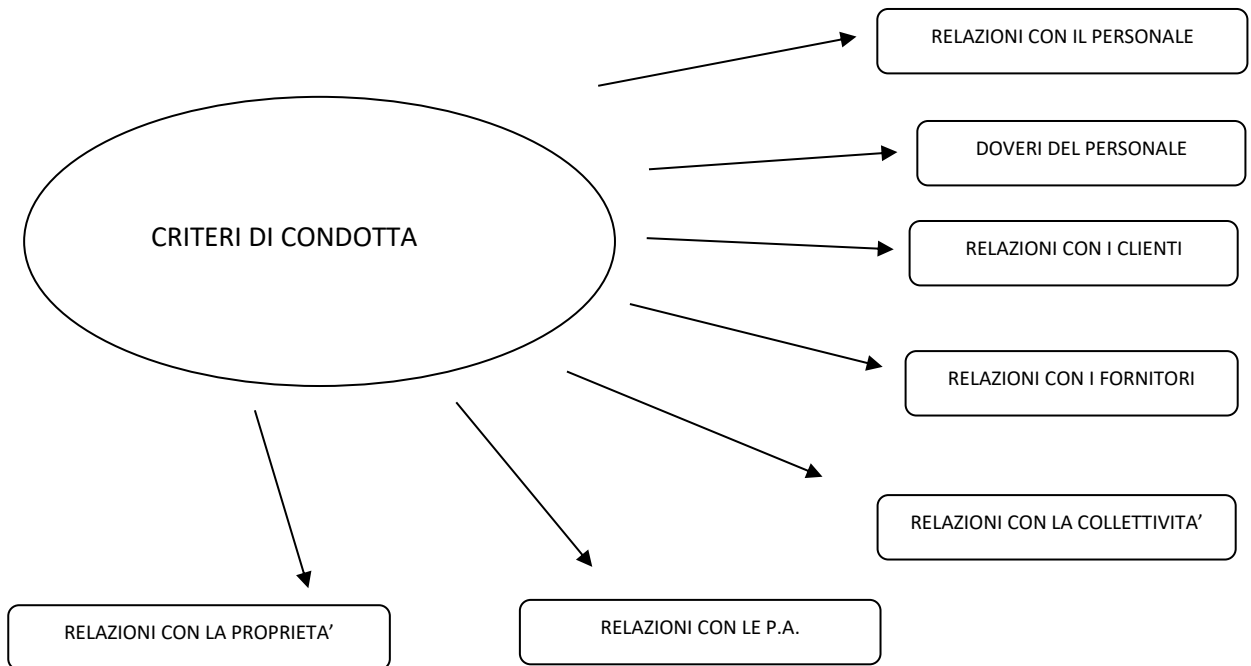 RELAZIONI CON IL PERSONALE
DOVERI DEL PERSONALE
CRITERI DI CONDOTTA
RELAZIONI CON I CLIENTI
RELAZIONI CON I FORNITORI
RELAZIONI CON LA COLLETTIVITA’
RELAZIONI CON LE P.A.
RELAZIONI CON LA PROPRIETA’